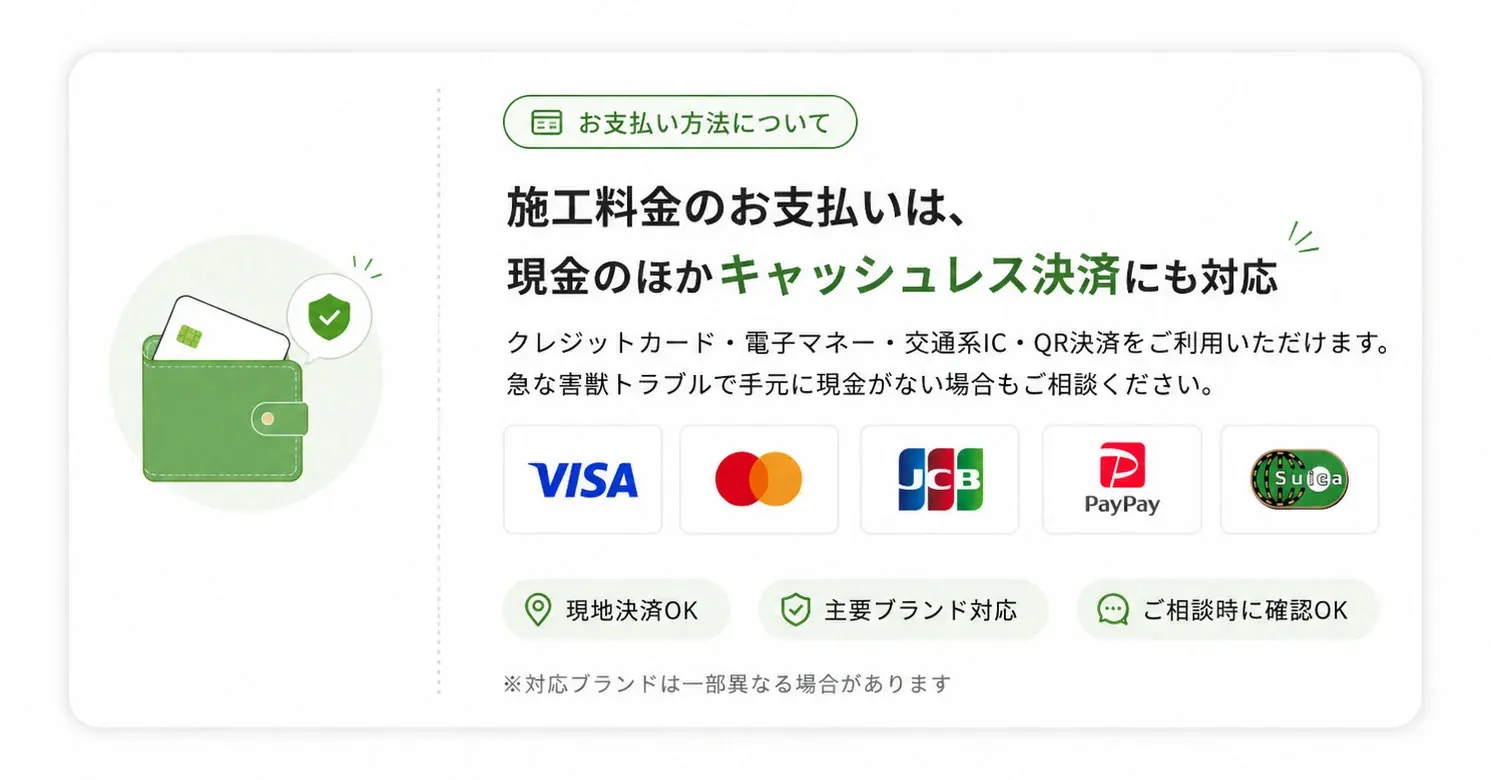 お支払い方法について
施工料金のお支払いは、
現金のほかキャッシュレス決済にも対応
クレジットカード・電子マネー・交通系IC・QR決済をご利用いただけます。
急な害獣トラブルで手元に現金がない場合もご相談ください。
VISA
JCB
PayPay
Suica
現地決済OK
主要ブランド対応
ご相談時に確認OK
※対応ブランドは一部異なる場合があります